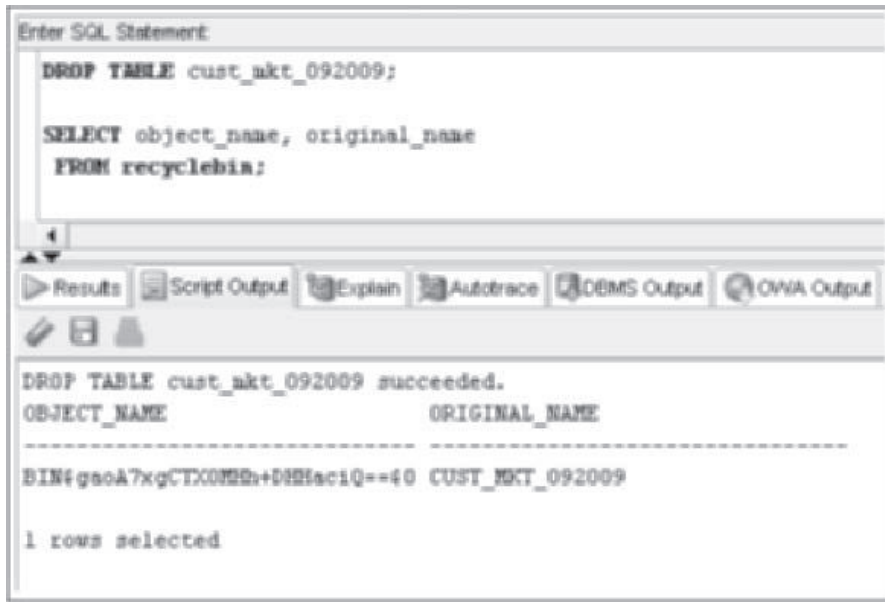 Enter SQL Statement:
DROP TABLE cust_mkt_092009;
SELECT object_name, original_name
FROM recyclebin;
Results Script Output Explain Autotrace DBMS Output OWA Output
DROP TABLE cust_mkt_092009 succeeded.
OBJECT_NAME ORIGINAL_NAME
------------------------------ --------------------------------
CUST_MKT_092009
1 rows selected